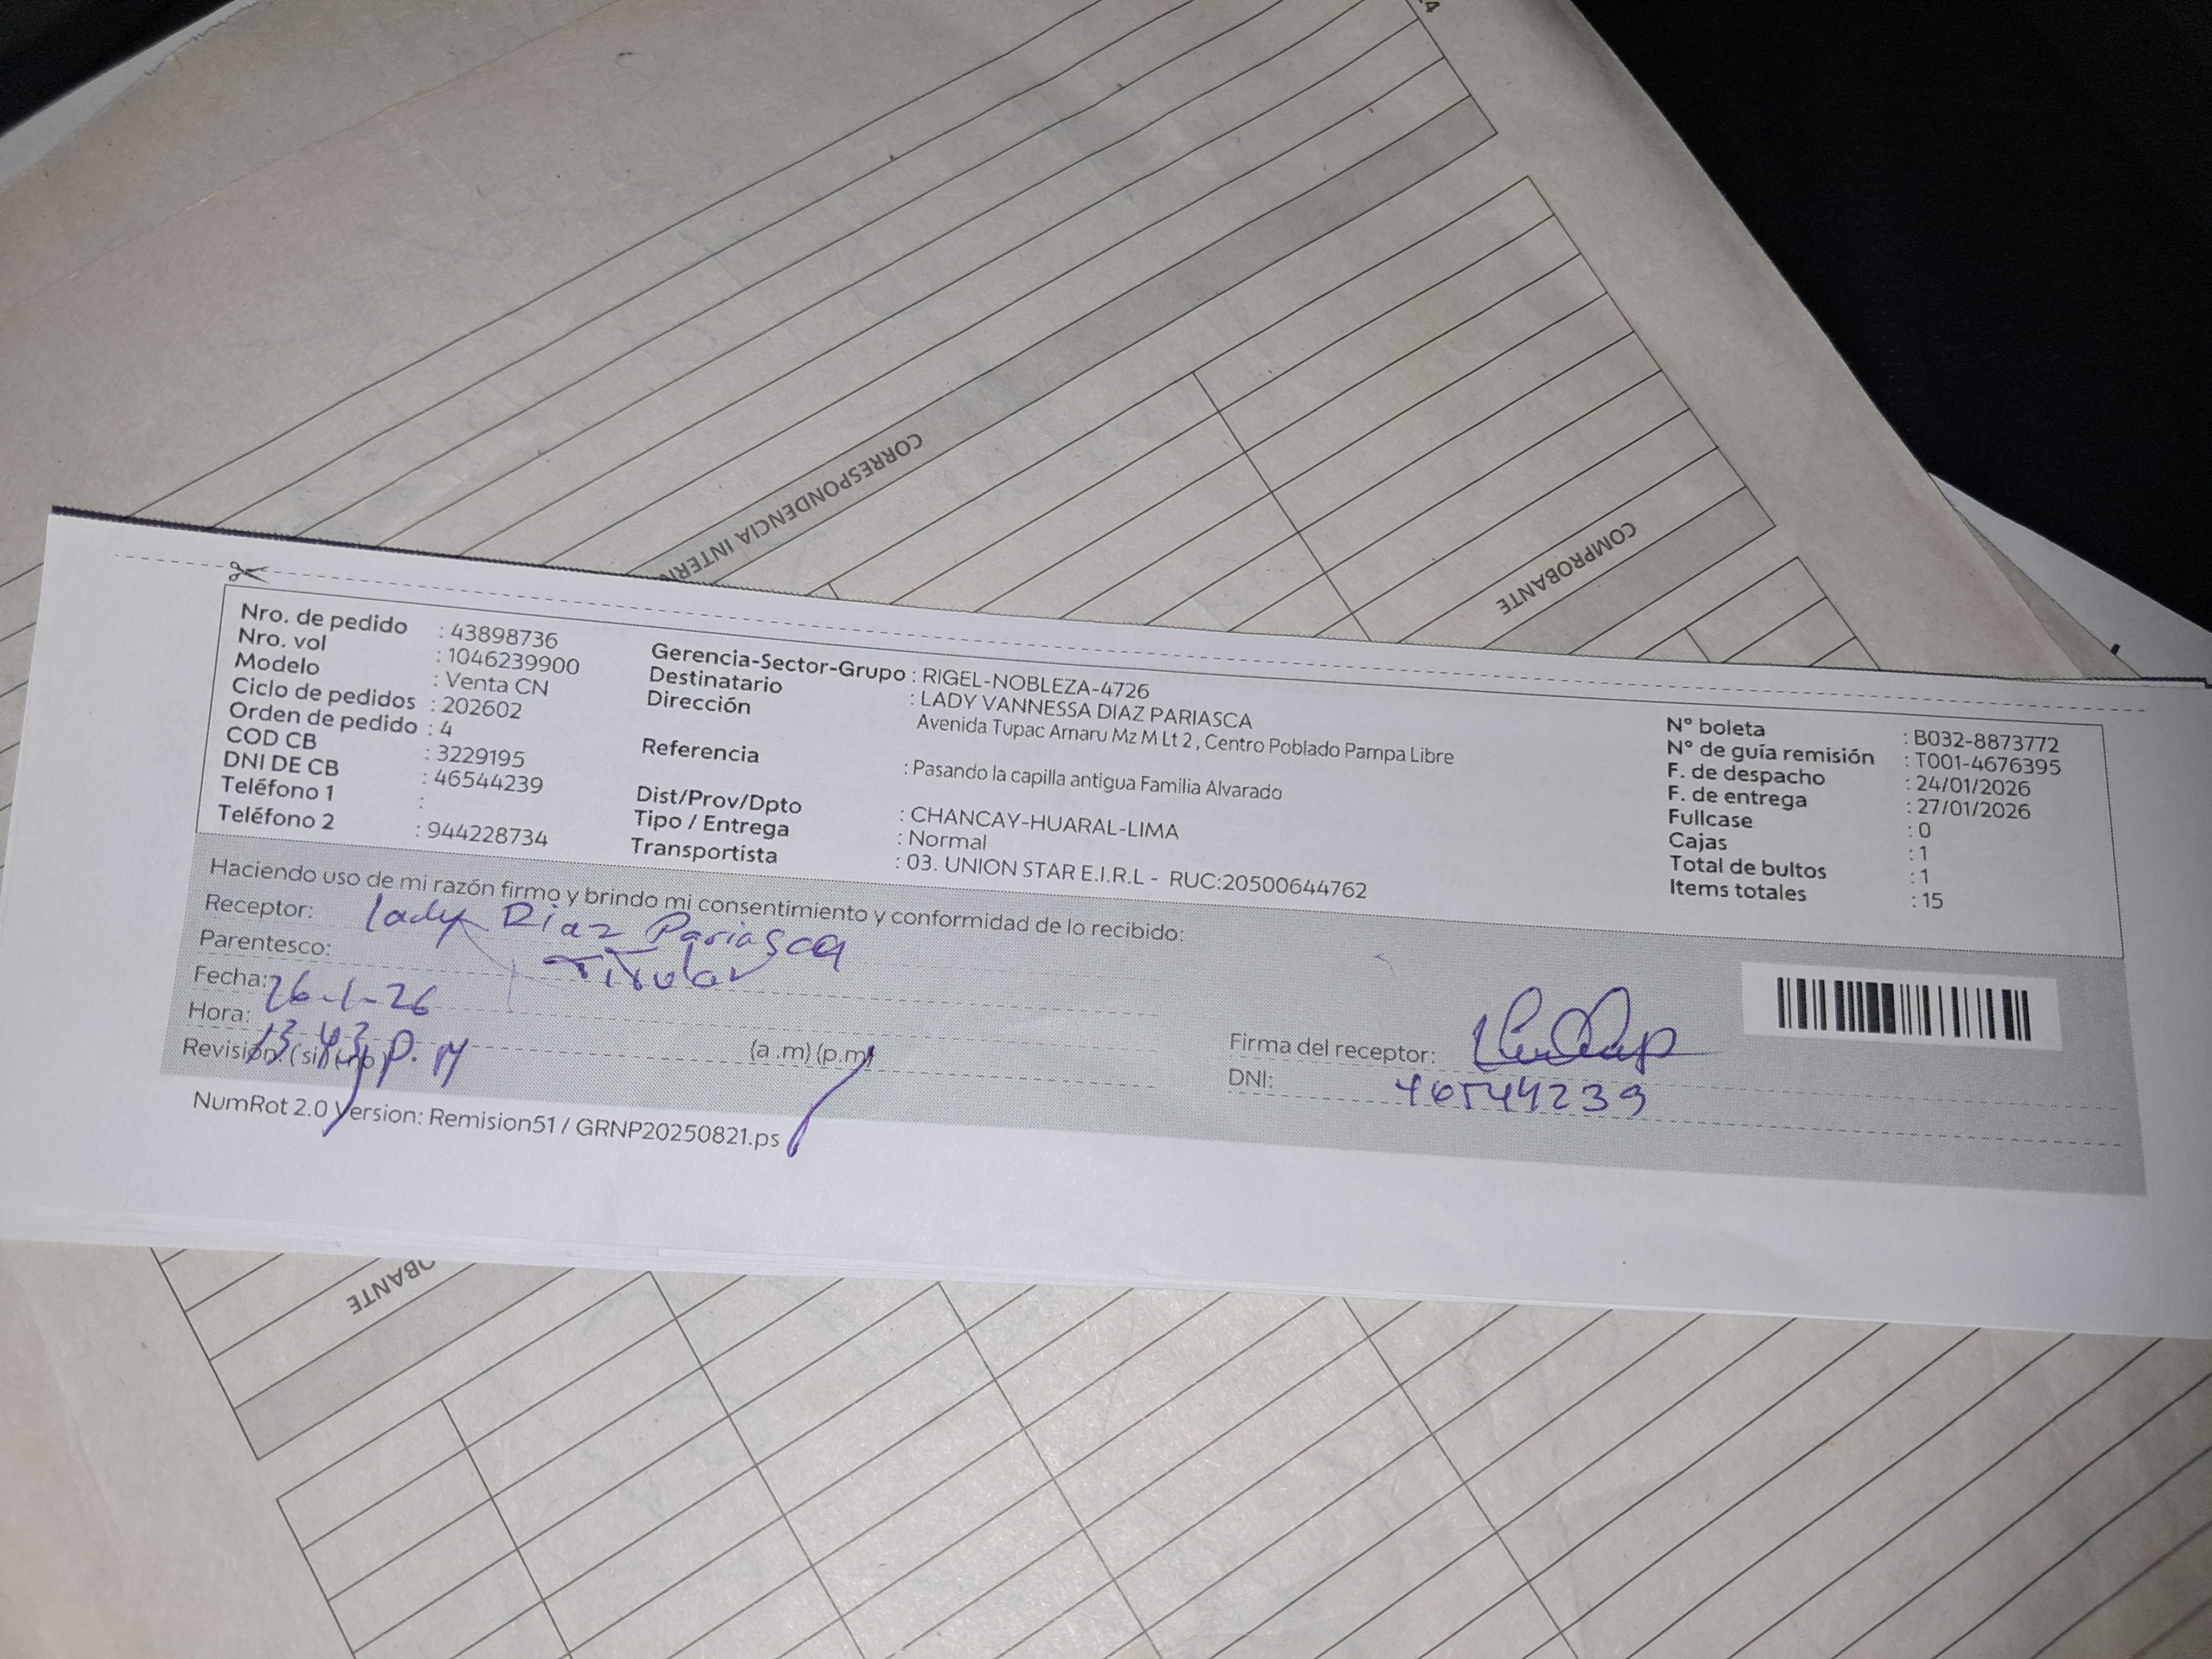 CORRESPONDENCIA INTERN
COMPROBANTE
Nro. de pedido : 43898736
Nro. vol : 1046239900
Modelo : Venta CN
Ciclo de pedidos : 202602
Orden de pedido : 4
COD CB : 3229195
DNI DE CB : 46544239
Teléfono 1 :
Teléfono 2 : 944228734
Gerencia-Sector-Grupo : RIGEL-NOBLEZA-4726
Destinatario : LADY VANNESSA DIAZ PARIASCA
Dirección Avenida Tupac Amaru Mz M Lt 2 , Centro Poblado Pampa Libre
Referencia : Pasando la capilla antigua Familia Alvarado
Dist/Prov/Dpto : CHANCAY-HUARAL-LIMA
Tipo / Entrega : Normal
Transportista : 03. UNION STAR E.I.R.L - RUC:20500644762
N° boleta : B032-8873772
N° de guía remisión : T001-4676395
F. de despacho : 24/01/2026
F. de entrega : 27/01/2026
Fullcase : 0
Cajas : 1
Total de bultos : 1
Items totales : 15
Haciendo uso de mi razón firmo y brindo mi consentimiento y conformidad de lo recibido:
Receptor: Lady Diaz Pariasca
Parentesco: Titular
Fecha: 26-1-26
Hora: 13:43 p.m (a .m) (p.m)
Revisión: ( si ) ( no )
Firma del receptor:
DNI: 46544239
NumRot 2.0 Version: Remision51 / GRNP20250821.ps
OBANTE